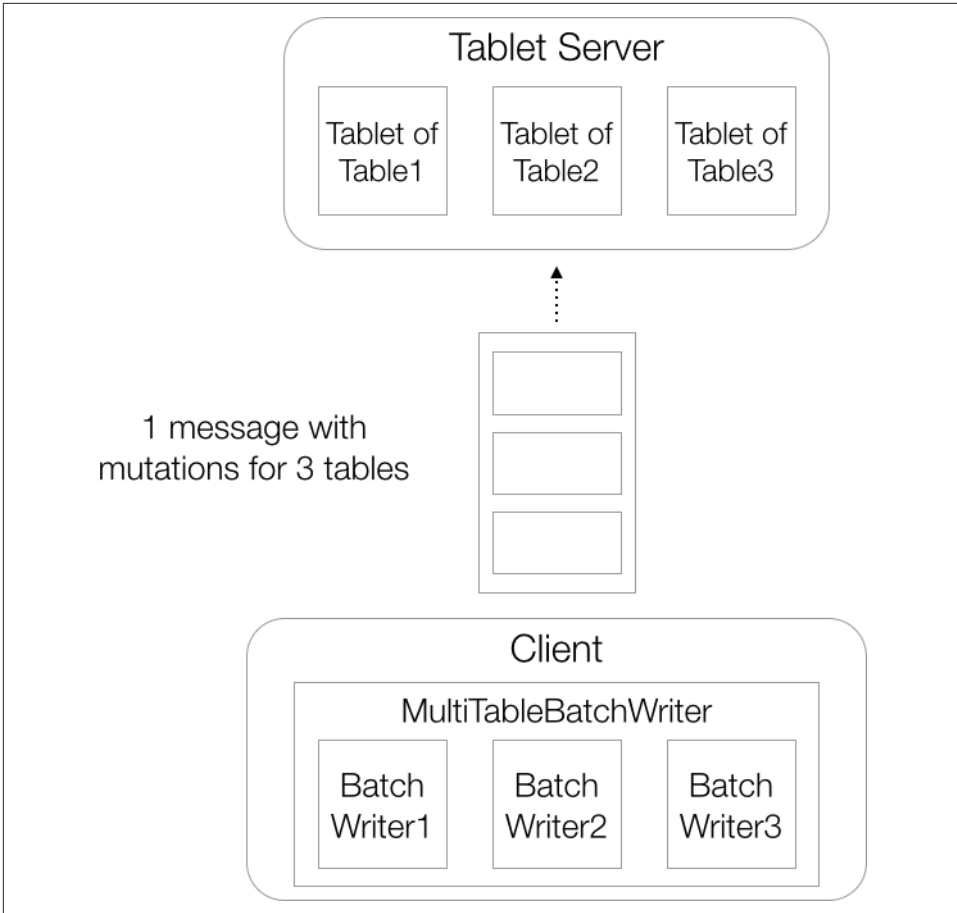 Tablet Server
Tablet of
Table1
Tablet of
Table2
Tablet of
Table3
1 message with
mutations for 3 tables
Client
MultiTableBatchWriter
Batch
Writer1
Batch
Writer2
Batch
Writer3